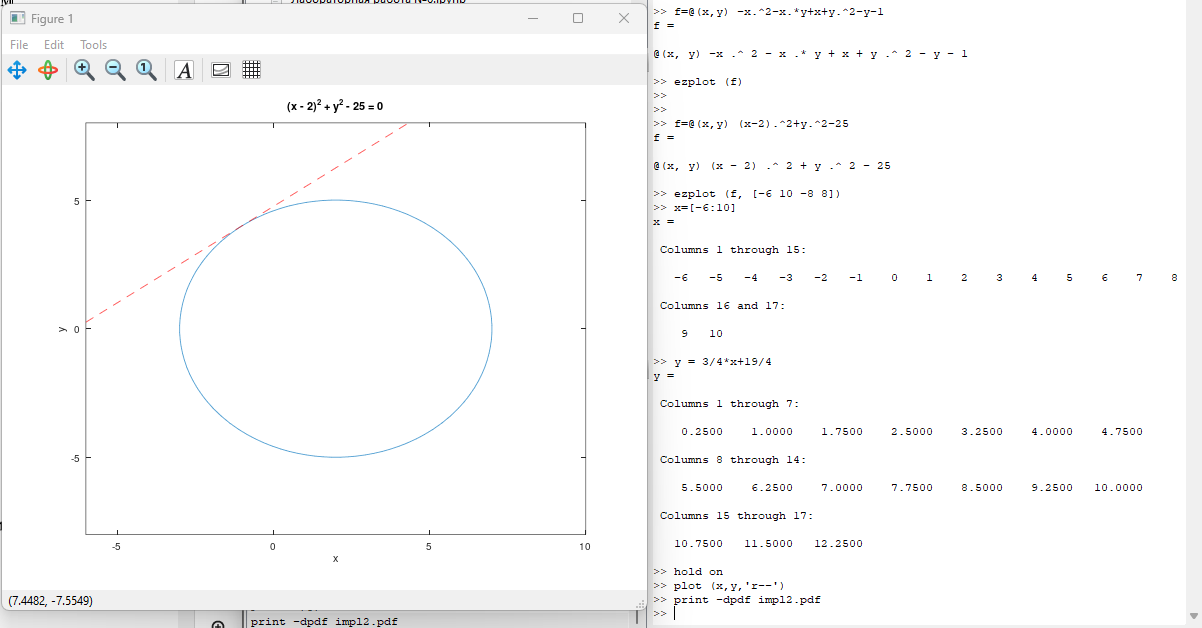 Лабораторная работа №6.ipynb
Figure 1
File Edit Tools
(x - 2)2 + y2 - 25 = 0
5
y 0
-5
-5 0 5 10
x
(7.4482, -7.5549)
print -dpdf impl2.pdf
>> f=@(x,y) -x.^2-x.*y+x+y.^2-y-1
f =
@(x, y) -x .^ 2 - x .* y + x + y .^ 2 - y - 1
>> ezplot (f)
>>
>>
>> f=@(x,y) (x-2).^2+y.^2-25
f =
@(x, y) (x - 2) .^ 2 + y .^ 2 - 25
>> ezplot (f, [-6 10 -8 8])
>> x=[-6:10]
x =
Columns 1 through 15:
-6 -5 -4 -3 -2 -1 0 1 2 3 4 5 6 7 8
Columns 16 and 17:
9 10
>> y = 3/4*x+19/4
y =
Columns 1 through 7:
0.2500 1.0000 1.7500 2.5000 3.2500 4.0000 4.7500
Columns 8 through 14:
5.5000 6.2500 7.0000 7.7500 8.5000 9.2500 10.0000
Columns 15 through 17:
10.7500 11.5000 12.2500
>> hold on
>> plot (x,y,'r--')
>> print -dpdf impl2.pdf
>>